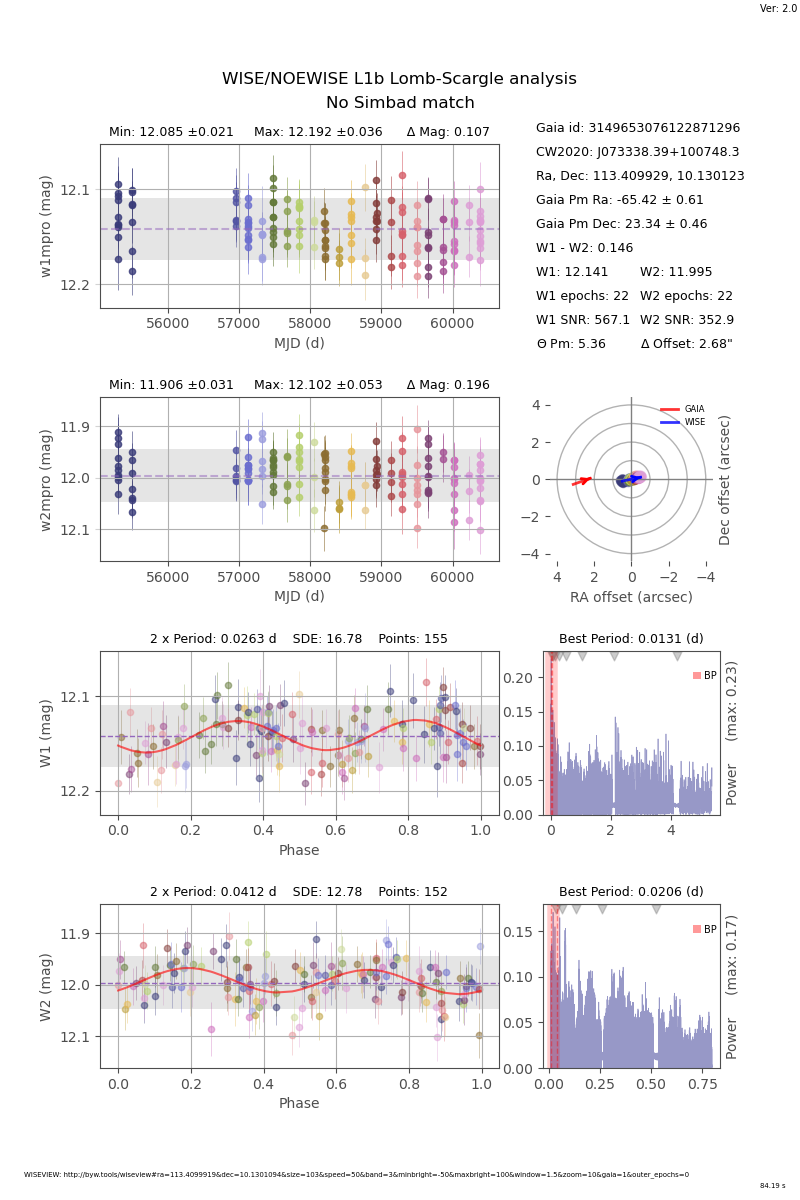 Ver: 2.0
WISE/NOEWISE L1b Lomb-Scargle analysis
No Simbad match
Min: 12.085 ±0.021 Max: 12.192 ±0.036 Δ Mag: 0.107
12.1
12.2
w1mpro (mag)
56000 57000 58000 59000 60000
MJD (d)
Gaia id: 3149653076122871296
CW2020: J073338.39+100748.3
Ra, Dec: 113.409929, 10.130123
Gaia Pm Ra: -65.42 ± 0.61
Gaia Pm Dec: 23.34 ± 0.46
W1 - W2: 0.146
W1: 12.141 W2: 11.995
W1 epochs: 22 W2 epochs: 22
W1 SNR: 567.1 W2 SNR: 352.9
Θ Pm: 5.36 Δ Offset: 2.68"
Min: 11.906 ±0.031 Max: 12.102 ±0.053 Δ Mag: 0.196
11.9
12.0
12.1
w2mpro (mag)
56000 57000 58000 59000 60000
MJD (d)
GAIA
WISE
4
2
0
−2
−4
4 2 0 −2 −4
RA offset (arcsec)
Dec offset (arcsec)
2 x Period: 0.0263 d SDE: 16.78 Points: 155
12.1
12.2
W1 (mag)
0.0 0.2 0.4 0.6 0.8 1.0
Phase
Best Period: 0.0131 (d)
BP
0.20
0.15
0.10
0.05
0.00
0 2 4
Power (max: 0.23)
2 x Period: 0.0412 d SDE: 12.78 Points: 152
11.9
12.0
12.1
W2 (mag)
0.0 0.2 0.4 0.6 0.8 1.0
Phase
Best Period: 0.0206 (d)
BP
0.15
0.10
0.05
0.00
0.00 0.25 0.50 0.75
Power (max: 0.17)
WISEVIEW: http://byw.tools/wiseview#ra=113.4099919&dec=10.1301094&size=103&speed=50&band=3&minbright=-50&maxbright=100&window=1.5&zoom=10&gaia=1&outer_epochs=0
84.19 s